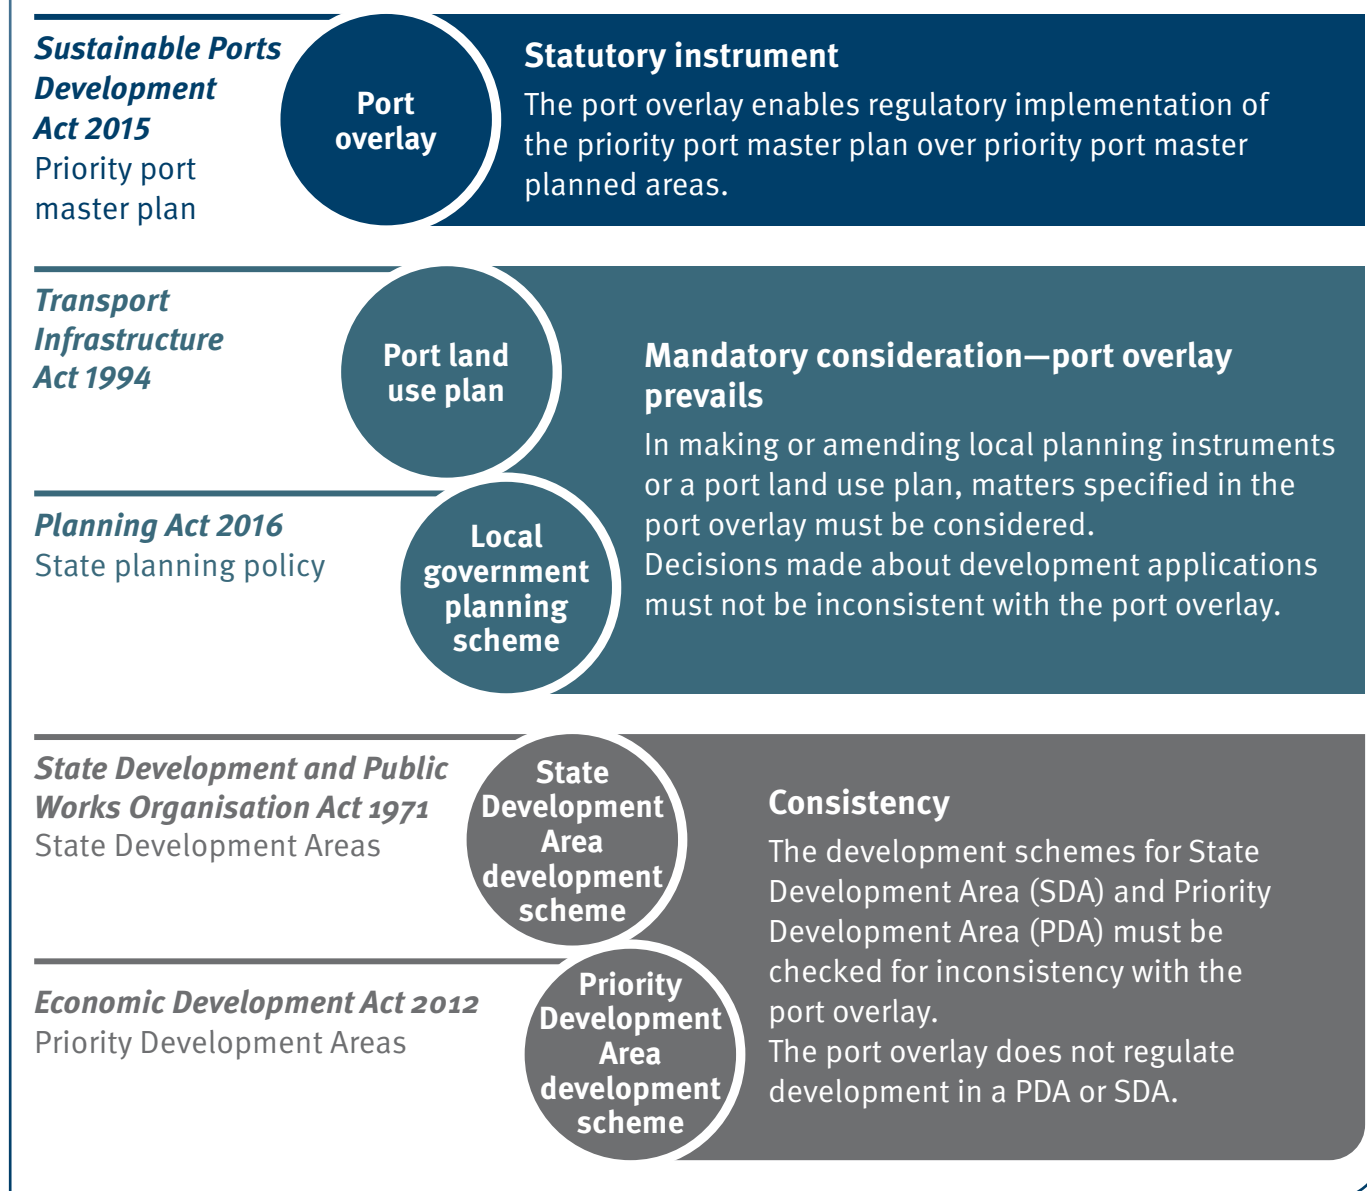 Sustainable Ports
Development
Act 2015
Priority port
master plan
Port
overlay
Statutory instrument
The port overlay enables regulatory implementation of
the priority port master plan over priority port master
planned areas.
Transport
Infrastructure
Act 1994
Port land
use plan
Planning Act 2016
State planning policy
Local
government
planning
scheme
Mandatory consideration—port overlay
prevails
In making or amending local planning instruments
or a port land use plan, matters specified in the
port overlay must be considered.
Decisions made about development applications
must not be inconsistent with the port overlay.
State Development and Public
Works Organisation Act 1971
State Development Areas
State
Development
Area
development
scheme
Economic Development Act 2012
Priority Development Areas
Priority
Development
Area
development
scheme
Consistency
The development schemes for State
Development Area (SDA) and Priority
Development Area (PDA) must be
checked for inconsistency with the
port overlay.
The port overlay does not regulate
development in a PDA or SDA.